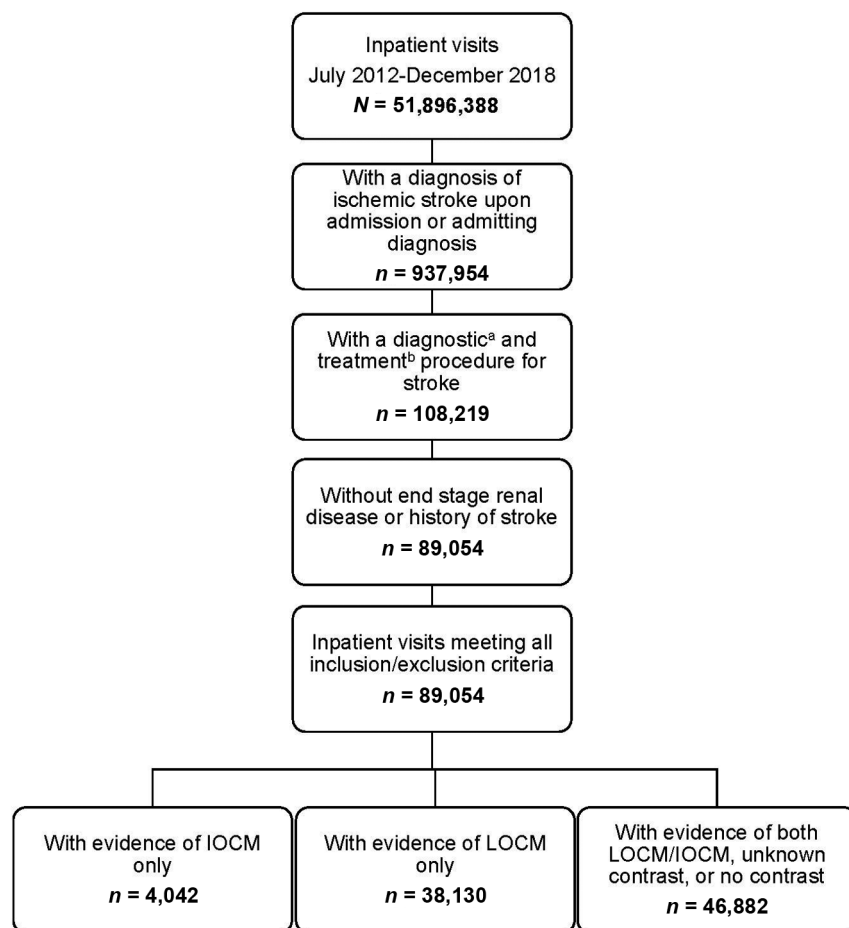 Inpatient visits
July 2012-December 2018
N = 51,896,388
With a diagnosis of
ischemic stroke upon
admission or admitting
diagnosis
n = 937,954
With a diagnosticᵃ and
treatmentᵇ procedure for
stroke
n = 108,219
Without end stage renal
disease or history of stroke
n = 89,054
Inpatient visits meeting all
inclusion/exclusion criteria
n = 89,054
With evidence of IOCM
only
n = 4,042
With evidence of LOCM
only
n = 38,130
With evidence of both
LOCM/IOCM, unknown
contrast, or no contrast
n = 46,882